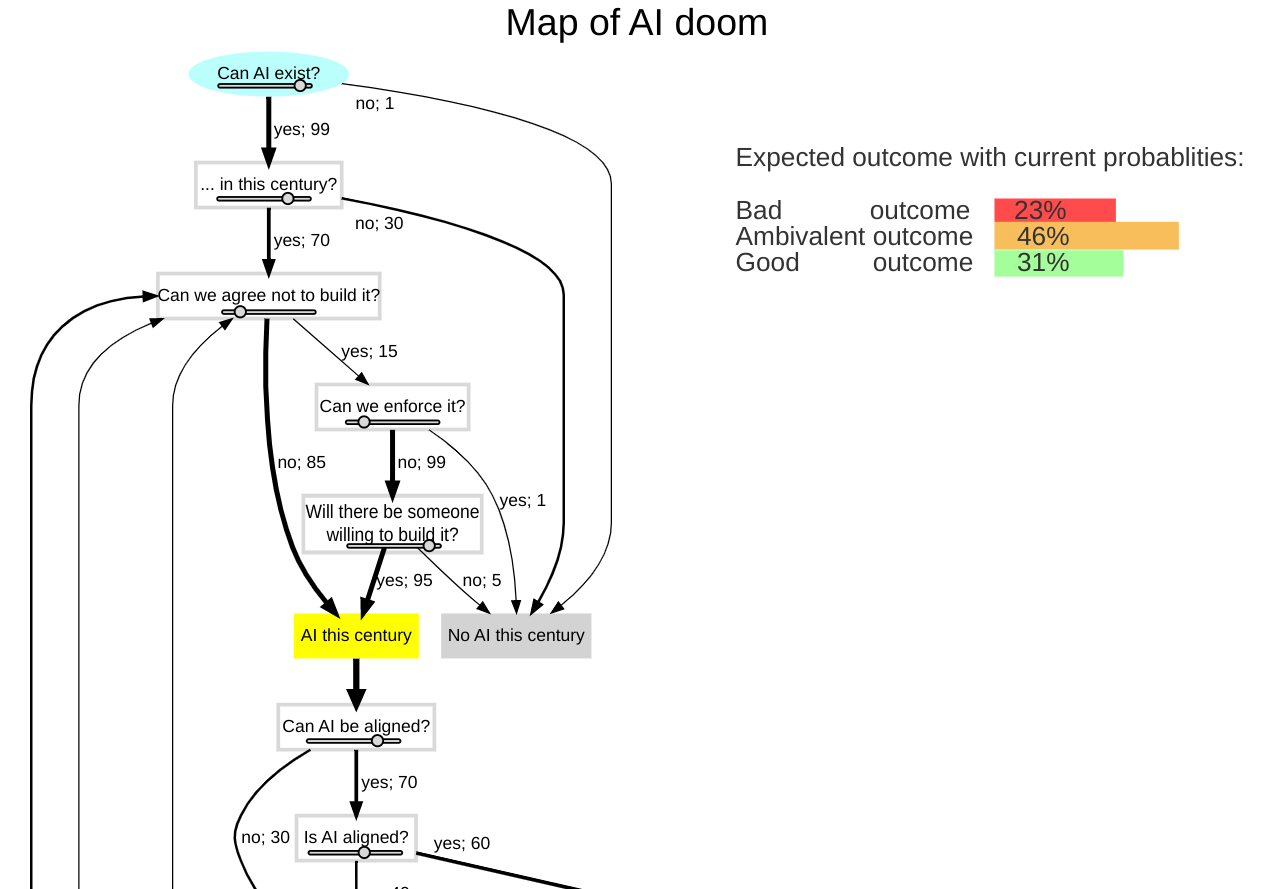 Map of AI doom
Can AI exist?
no; 1
yes; 99
Expected outcome with current probablities:
... in this century?
no; 30
yes; 70
Bad outcome 23%
Ambivalent outcome 46%
Good outcome 31%
Can we agree not to build it?
yes; 15
no; 85
Can we enforce it?
no; 99
yes; 1
Will there be someone
willing to build it?
yes; 95
no; 5
AI this century
No AI this century
Can AI be aligned?
yes; 70
no; 30
Is AI aligned?
yes; 60